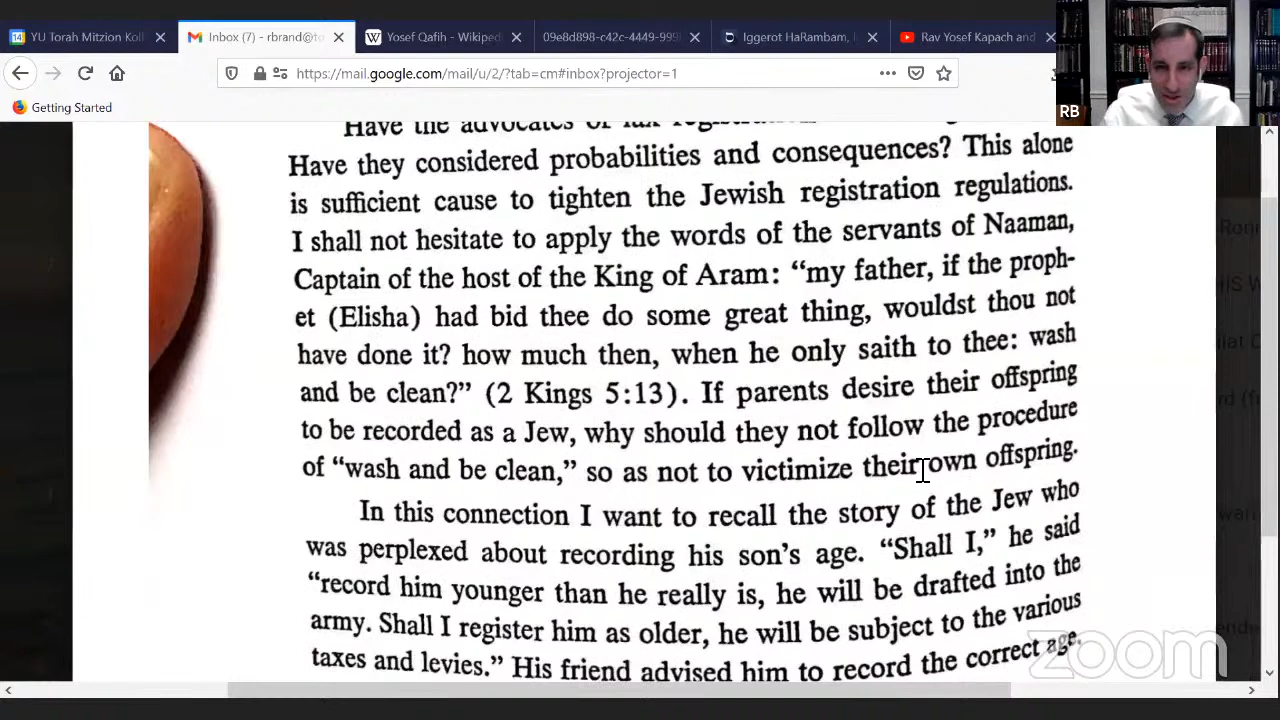 YU Torah Mitzion Koll
Inbox (7) - rbrand@to
Yosef Qafih - Wikiped
09e8d898-c42c-4449-999
Iggerot HaRambam, I
Rav Yosef Kapach and
https://mail.google.com/mail/u/2/?tab=cm#inbox?projector=1
Getting Started
RB
Have the advocates of lax
Have they considered probabilities and consequences? This alone
is sufficient cause to tighten the Jewish registration regulations.
I shall not hesitate to apply the words of the servants of Naaman,
Captain of the host of the King of Aram: “my father, if the proph-
et (Elisha) had bid thee do some great thing, wouldst thou not
have done it? how much then, when he only saith to thee: wash
and be clean?” (2 Kings 5:13). If parents desire their offspring
to be recorded as a Jew, why should they not follow the procedure
of “wash and be clean,” so as not to victimize their own offspring.
In this connection I want to recall the story of the Jew who
was perplexed about recording his son’s age. “Shall I,” he said
“record him younger than he really is, he will be drafted into the
army. Shall I register him as older, he will be subject to the various
taxes and levies.” His friend advised him to record the correct age.
zoom